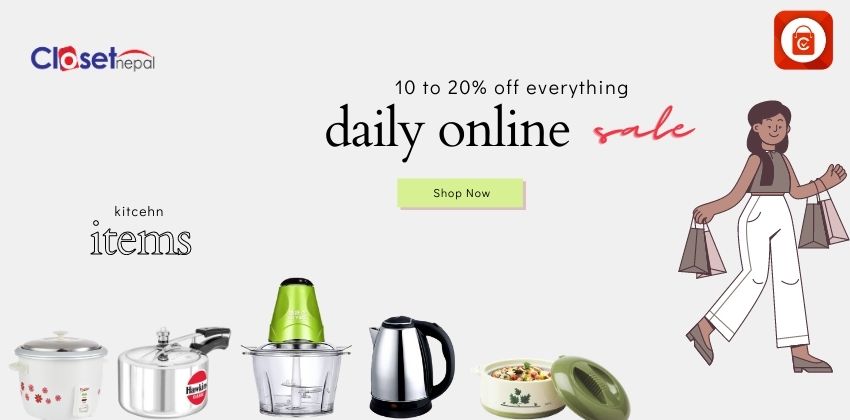 Closetnepal
10 to 20% off everything
daily online sale
Shop Now
kitcehn
items
Hawkins